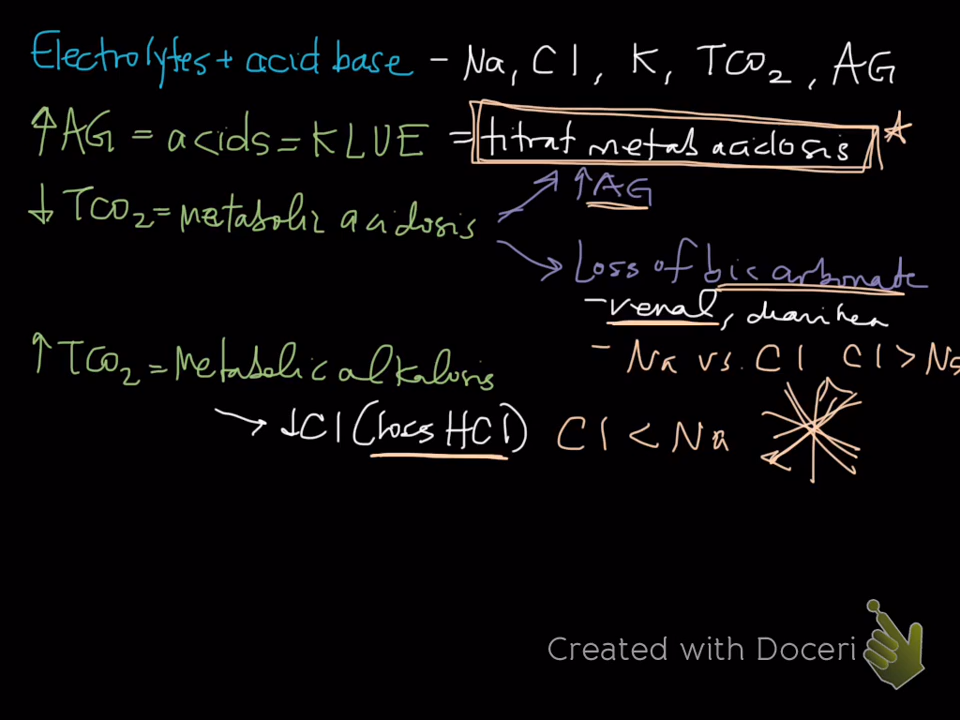 Electrolytes + acid base - Na, Cl, K, TCO2, AG
↑AG = acids = KLUE = titrat metab acidosis
↓TCO2 = metabolic acidosis
↑AG
Loss of bicarbonate
- renal, diarrhea
- Na vs. Cl Cl > Na
↑TCO2 = Metabolic alkalosis
↓Cl (loss HCl) Cl < Na
Created with Doceri